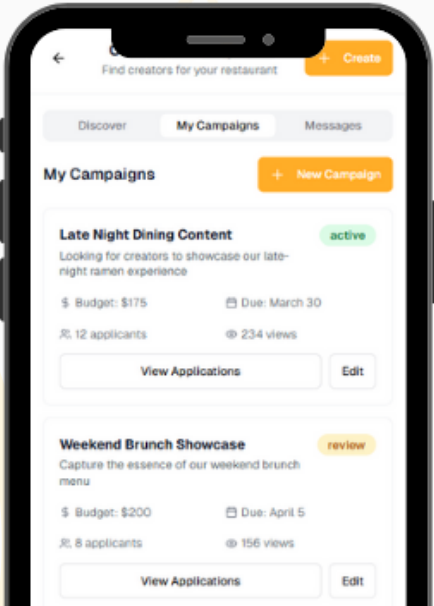 Find creators for your restaurant
+ Create
Discover My Campaigns Messages
My Campaigns
+ New Campaign
Late Night Dining Content
active
Looking for creators to showcase our late-
night ramen experience
$ Budget: $175
Due: March 30
12 applicants
234 views
View Applications
Edit
Weekend Brunch Showcase
review
Capture the essence of our weekend brunch
menu
$ Budget: $200
Due: April 5
8 applicants
156 views
View Applications
Edit